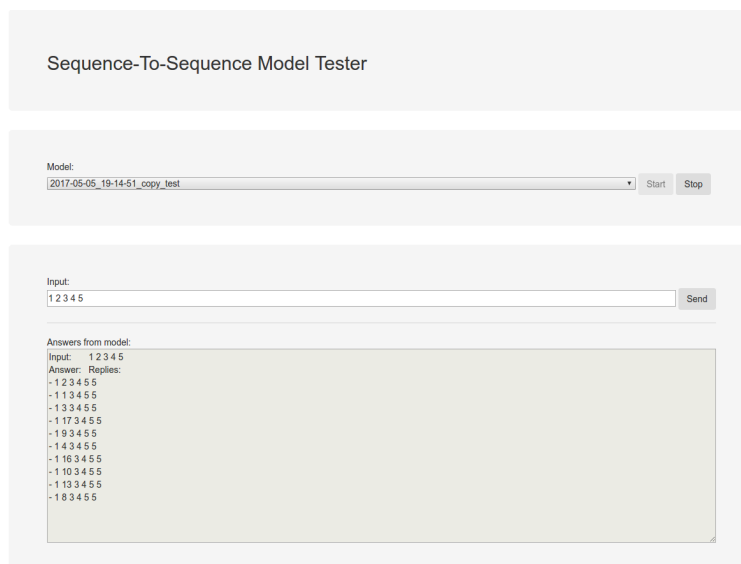 Sequence-To-Sequence Model Tester
Model:
2017-05-05_19-14-51_copy_test
Start Stop
Input:
1 2 3 4 5
Send
Answers from model:
Input: 1 2 3 4 5
Answer: Replies:
- 1 2 3 4 5 5
- 1 1 3 4 5 5
- 1 3 3 4 5 5
- 1 17 3 4 5 5
- 1 9 3 4 5 5
- 1 4 3 4 5 5
- 1 16 3 4 5 5
- 1 10 3 4 5 5
- 1 13 3 4 5 5
- 1 8 3 4 5 5